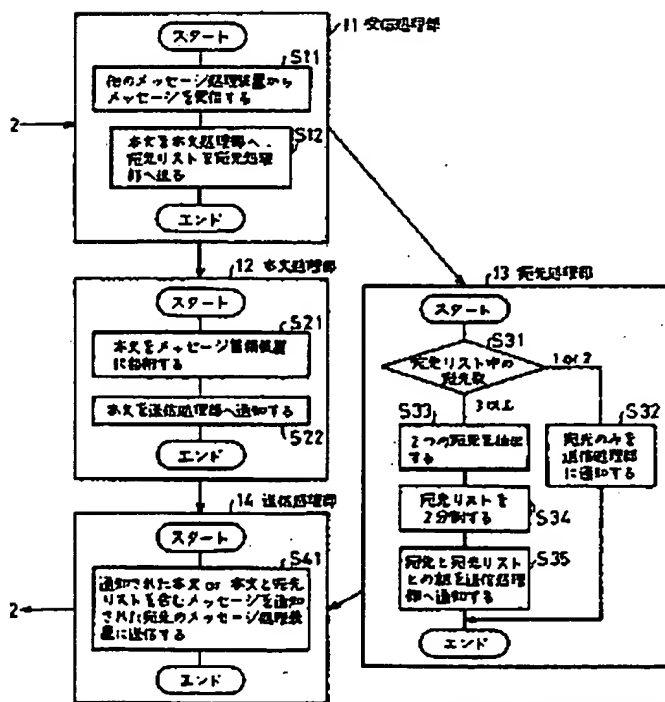 11 受信処理部
スタート
S11
他のメッセージ処理装置から
メッセージを受信する
2
S12
本文を本文処理部へ、
宛先リストを宛先処理
部へ送る
エンド
12 本文処理部
スタート
S21
本文をメッセージ蓄積装置
に格納する
本文を送信処理部へ通知する
S22
エンド
13 宛先処理部
スタート
S31
宛先リスト中の
宛先数
1 or 2
3以上
S33
2つの宛先を抽出
する
S32
宛先のみを
送信処理部
に通知する
宛先リストを
2分割する
S34
S35
宛先と宛先リスト
との組を送信処理
部へ通知する
エンド
14 送信処理部
スタート
S41
通知された本文 or 本文と宛先
リストを含むメッセージを通知
された宛先のメッセージ処理装
置に送信する
2
エンド